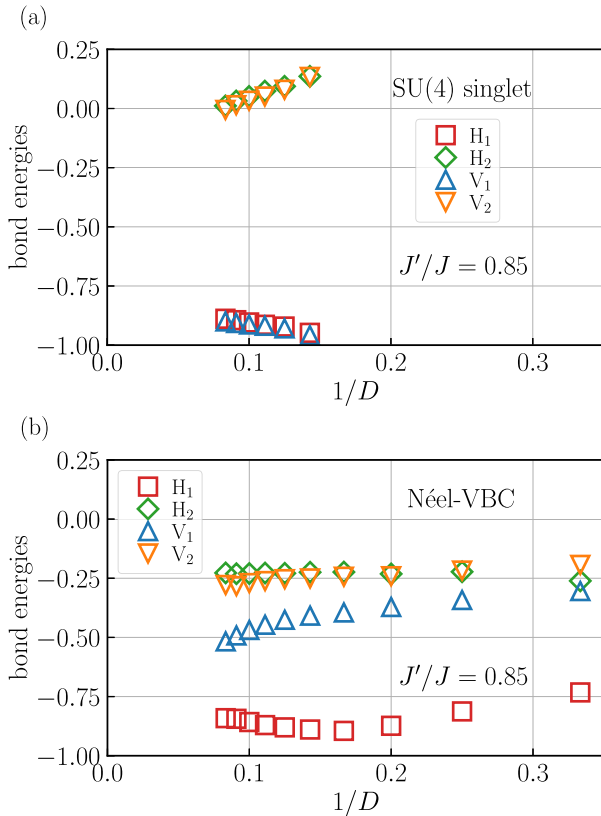 (a)
0.25
0.00
−0.25
−0.50
−0.75
−1.00
bond energies
SU(4) singlet
H₁
H₂
V₁
V₂
J′/J = 0.85
0.0
0.1
0.2
0.3
1/D
(b)
0.25
0.00
−0.25
−0.50
−0.75
−1.00
bond energies
H₁
H₂
V₁
V₂
Néel-VBC
J′/J = 0.85
0.0
0.1
0.2
0.3
1/D